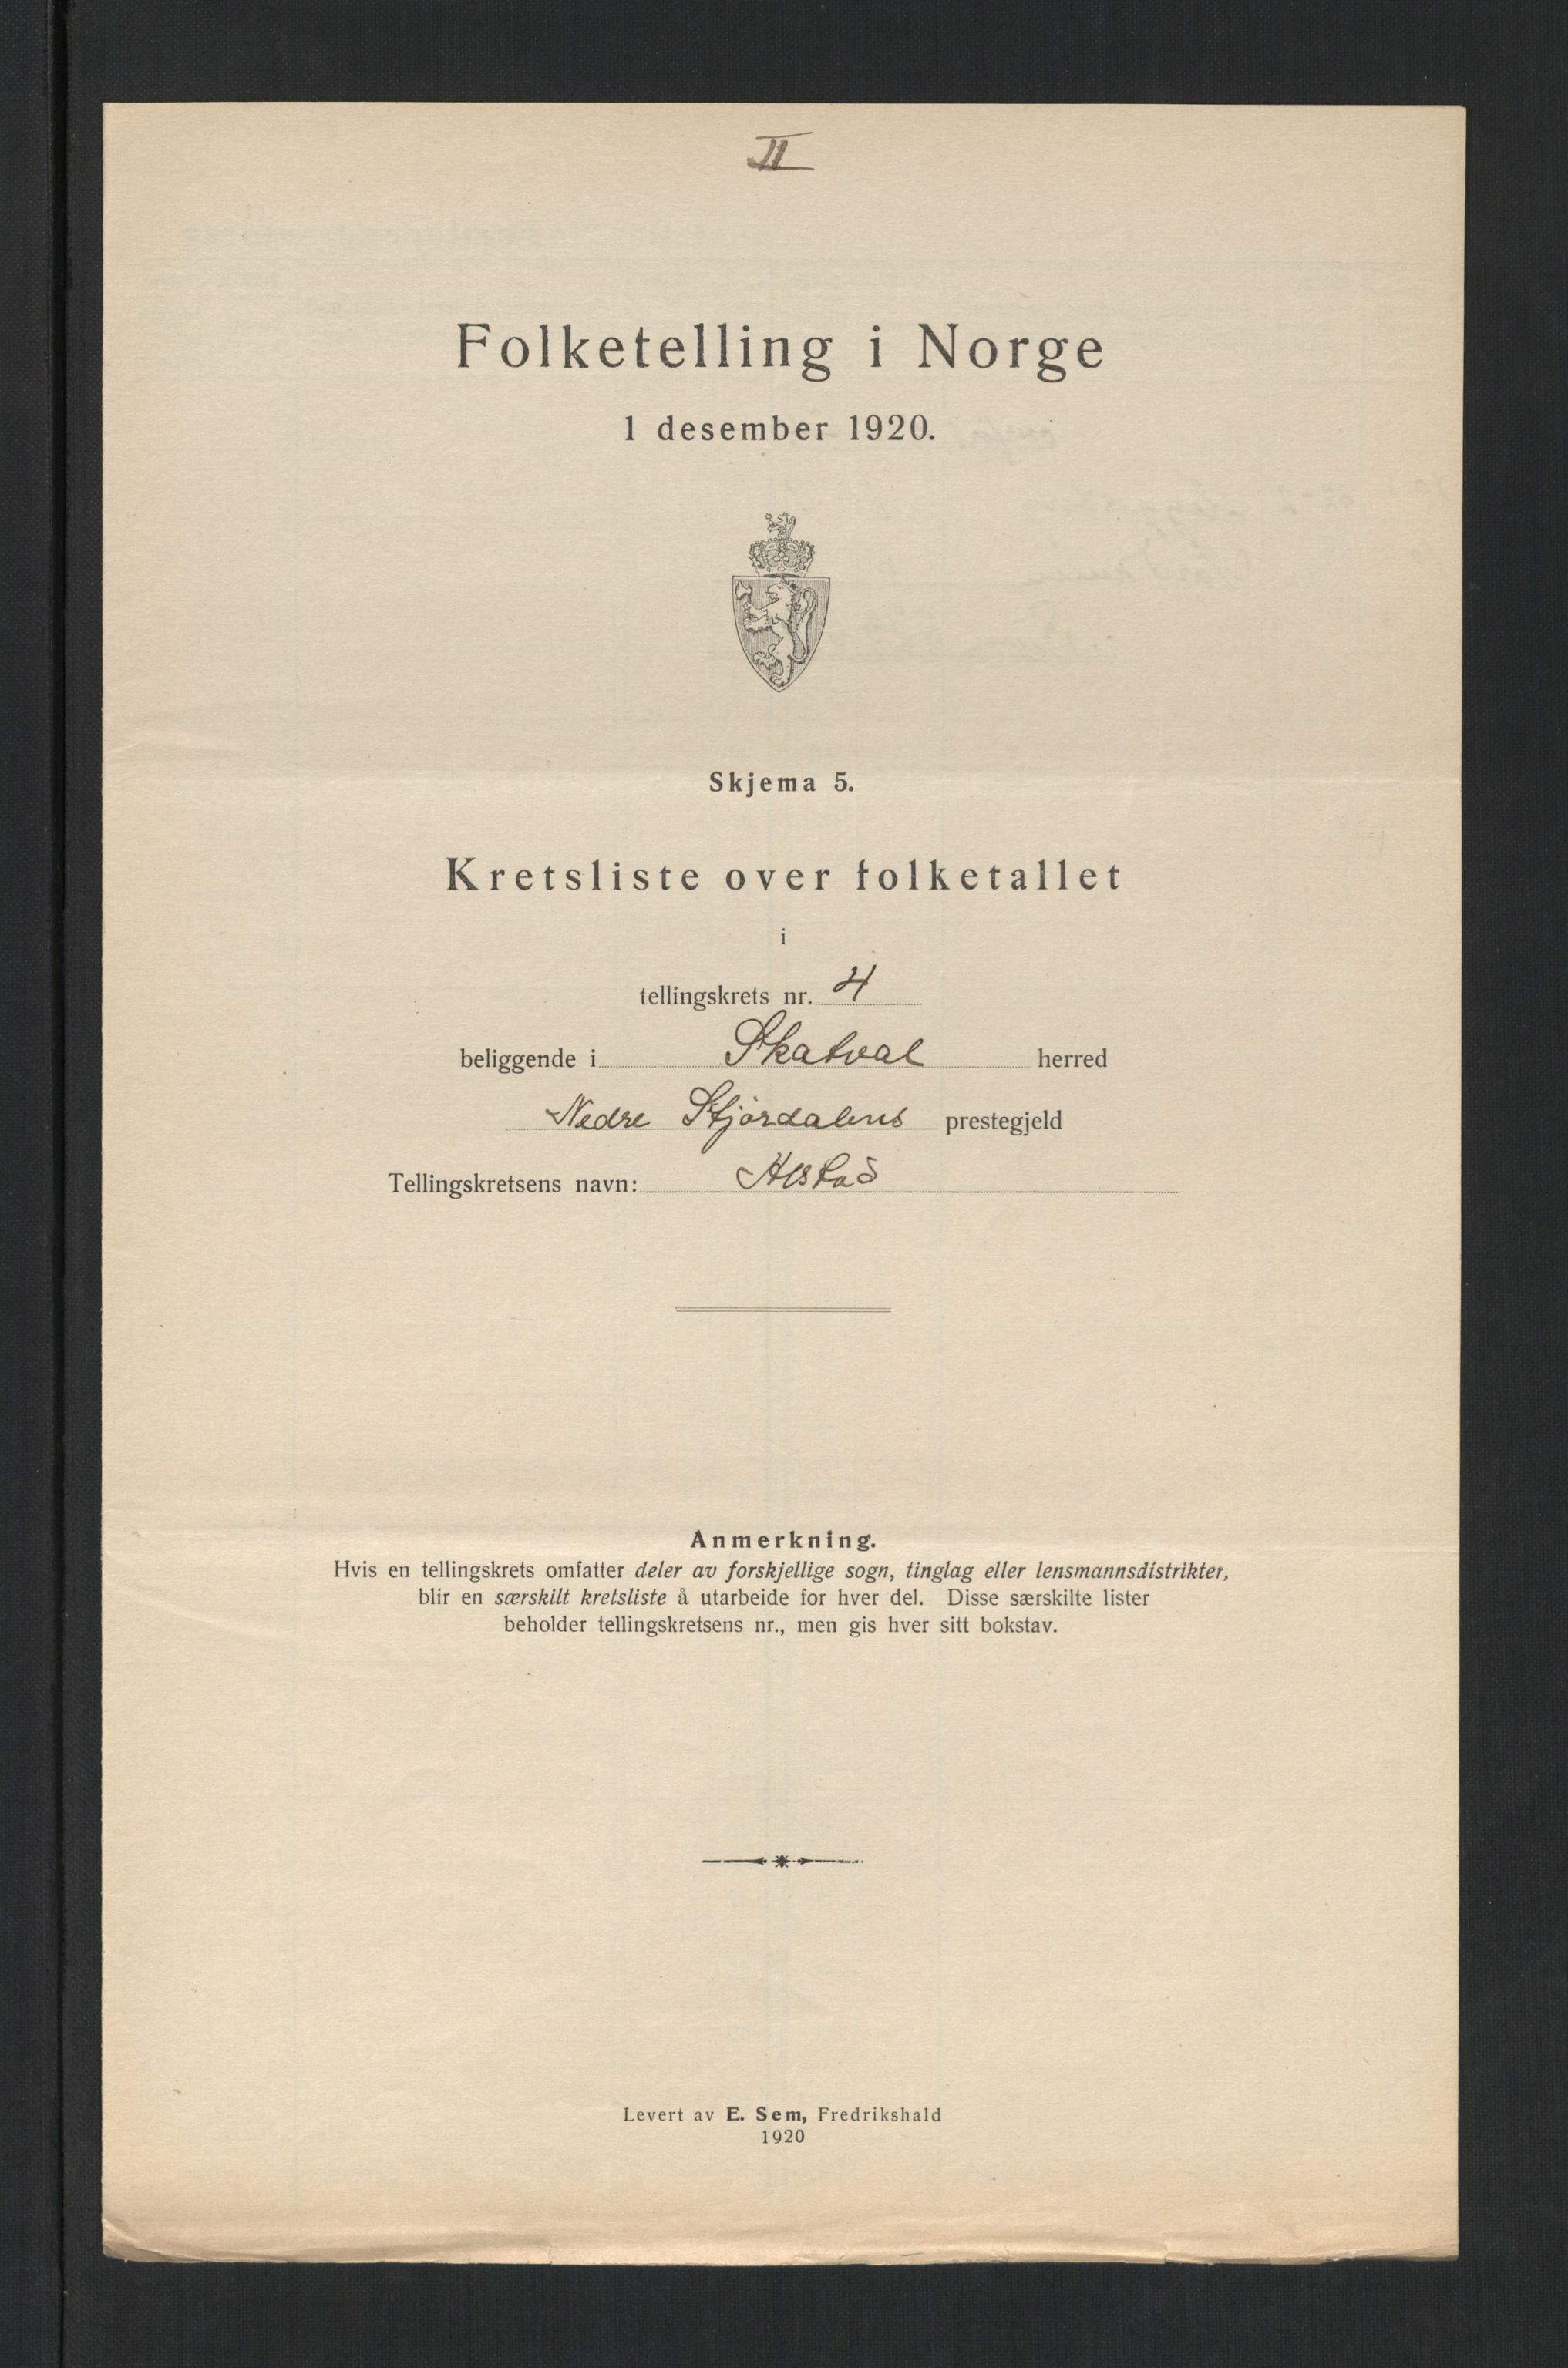 II
Folketelling i Norge
1 desember 1920.
Skjema 5.
Kretsliste over folketallet
i
tellingskrets nr. 4
beliggende i Skatval herred
Nedre Stjørdalens prestegjeld
Tellingskretsens navn: Alstad
Anmerkning.
Hvis en tellingskrets omfatter deler av forskjellige sogn, tinglag eller lensmannsdistrikter,
blir en særskilt kretsliste å utarbeide for hver del. Disse særskilte lister
beholder tellingskretsens nr., men gis hver sitt bokstav.
Levert av E. Sem, Fredrikshald
1920